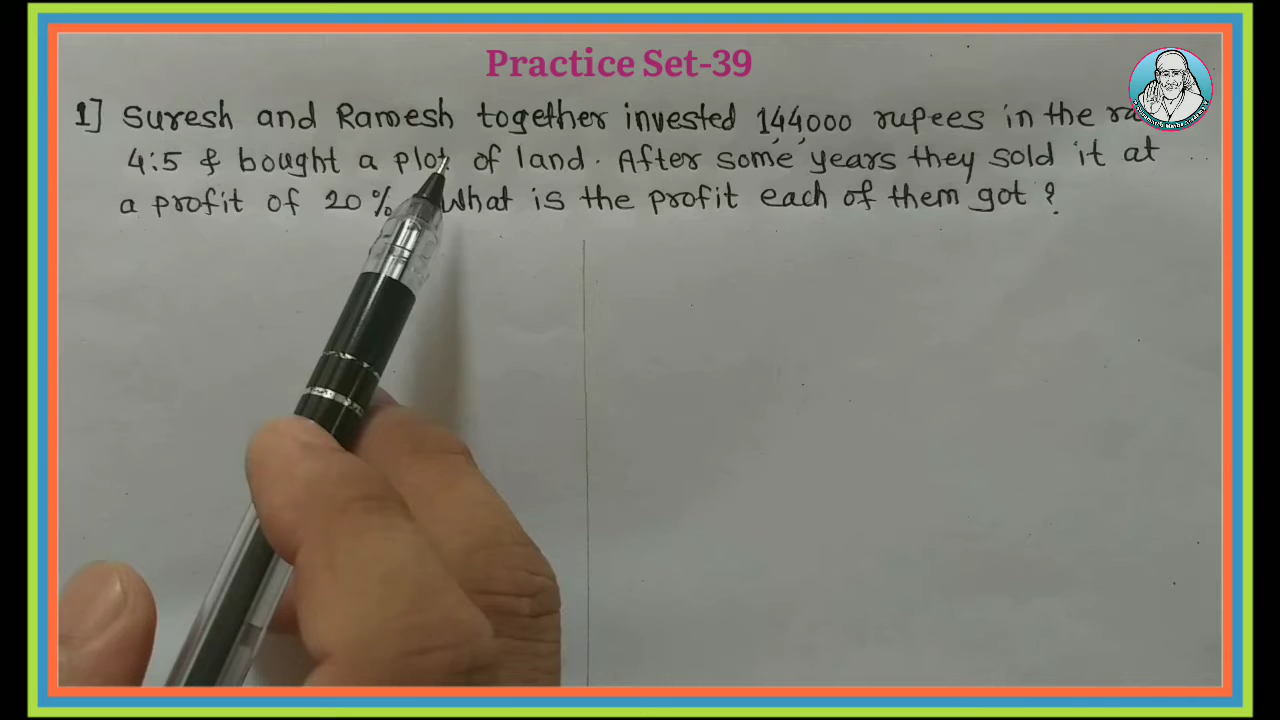 Practice Set-39
1] Suresh and Ramesh together invested 144000 rupees in the
4:5 & bought a plot of land. After some years they sold it at
a profit of 20% What is the profit each of them got ?